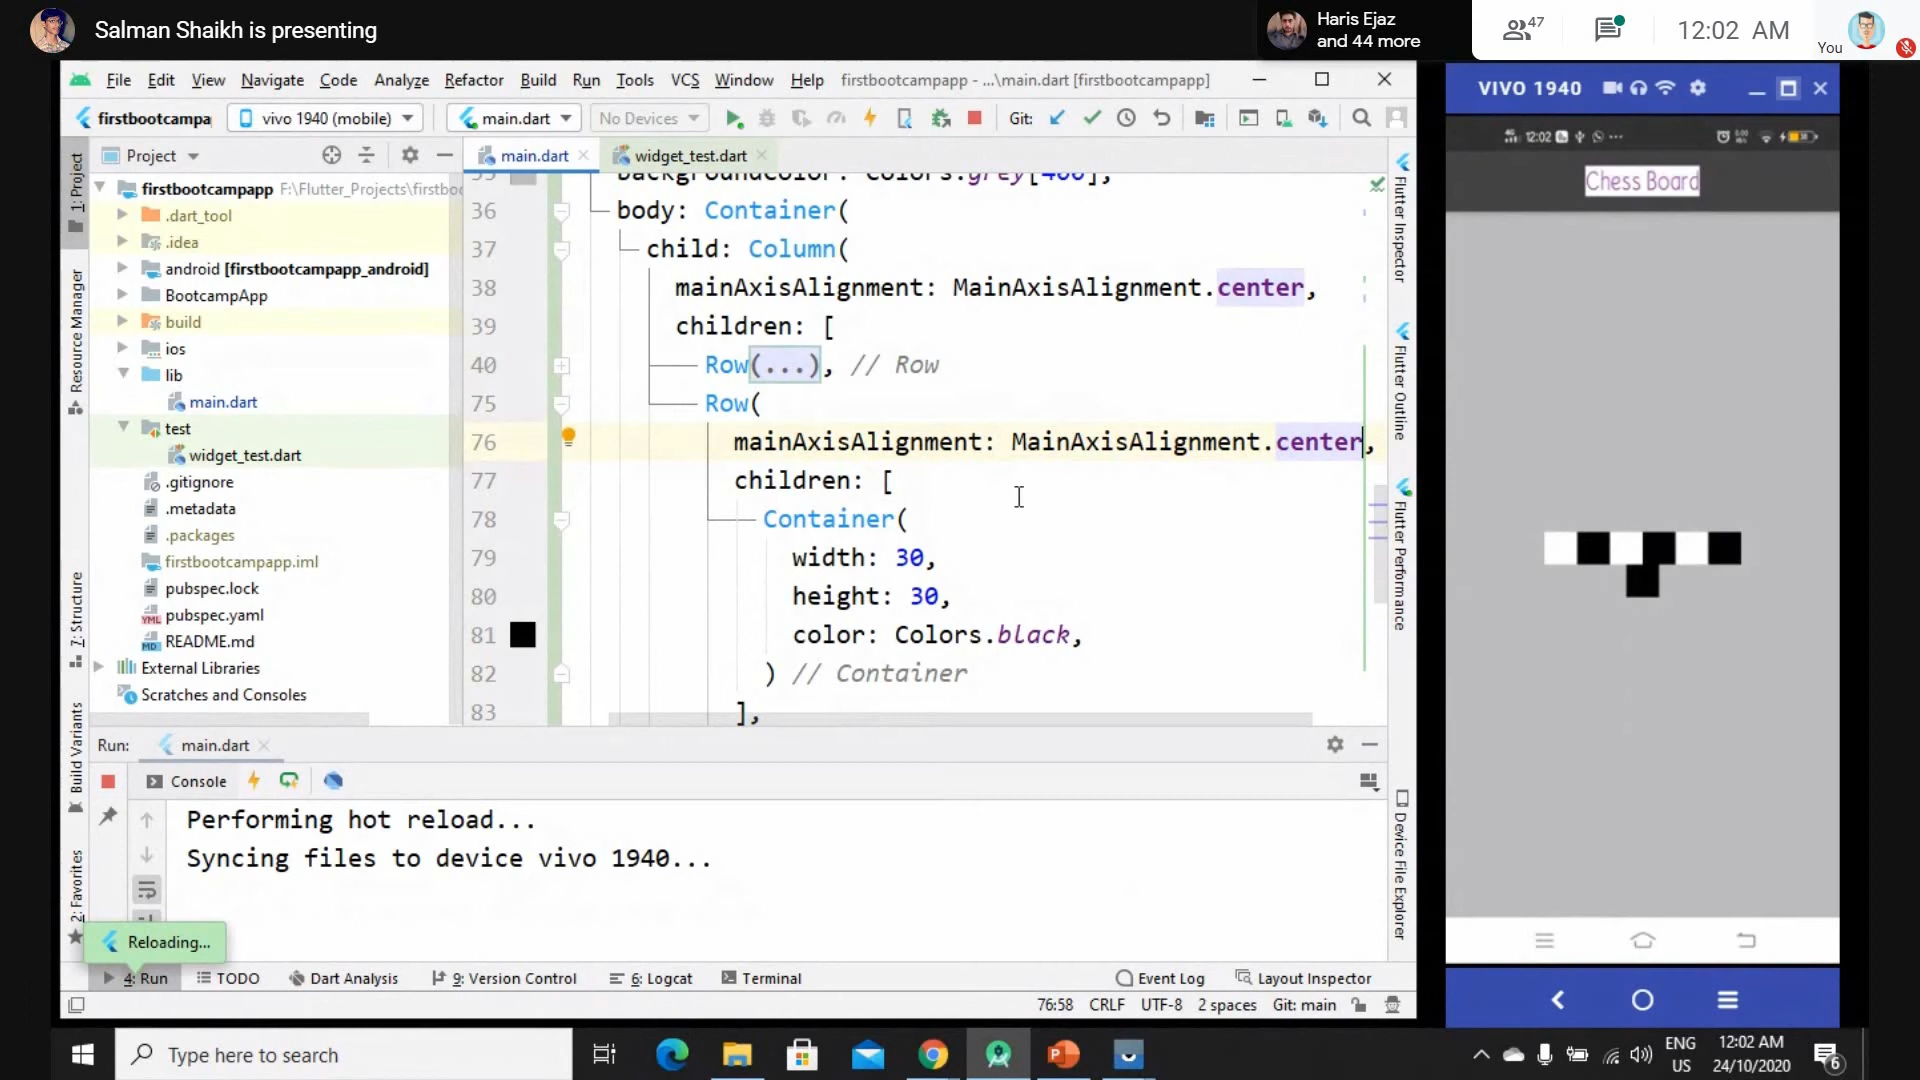 Salman Shaikh is presenting
Haris Ejaz
and 44 more
47
12:02 AM
You
File Edit View Navigate Code Analyze Refactor Build Run Tools VCS Window Help firstbootcampapp - ...\main.dart [firstbootcampapp]
firstbootcampa vivo 1940 (mobile) main.dart No Devices Git:
Project main.dart widget_test.dart
1: Project
Resource Manager
7: Structure
Build Variants
2: Favorites
firstbootcampapp F:\Flutter_Projects\firstboo
.dart_tool
.idea
android [firstbootcampapp_android]
BootcampApp
build
ios
lib
main.dart
test
widget_test.dart
.gitignore
.metadata
.packages
firstbootcampapp.iml
pubspec.lock
pubspec.yaml
README.md
External Libraries
Scratches and Consoles
35 backgroundColor: Colors.grey[400],
36 body: Container(
37 child: Column(
38 mainAxisAlignment: MainAxisAlignment.center,
39 children: [
40 Row(...), // Row
75 Row(
76 mainAxisAlignment: MainAxisAlignment.center,
77 children: [
78 Container(
79 width: 30,
80 height: 30,
81 color: Colors.black,
82 ) // Container
83 ],
Flutter Inspector
Flutter Outline
Flutter Performance
Device File Explorer
Run: main.dart
Console
Performing hot reload...
Syncing files to device vivo 1940...
Reloading...
4: Run TODO Dart Analysis 9: Version Control 6: Logcat Terminal Event Log Layout Inspector
76:58 CRLF UTF-8 2 spaces Git: main
VIVO 1940
12:02
Chess Board
Type here to search
ENG
US
12:02 AM
24/10/2020
6